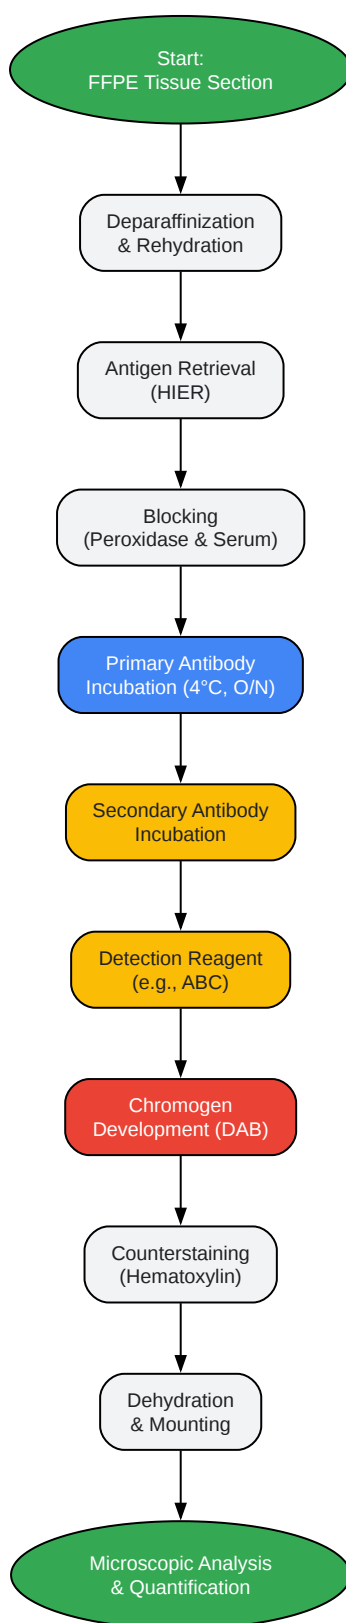 Start:
FFPE Tissue Section
Deparaffinization
& Rehydration
Antigen Retrieval
(HIER)
Blocking
(Peroxidase & Serum)
Primary Antibody
Incubation (4°C, O/N)
Secondary Antibody
Incubation
Detection Reagent
(e.g., ABC)
Chromogen
Development (DAB)
Counterstaining
(Hematoxylin)
Dehydration
& Mounting
Microscopic Analysis
& Quantification